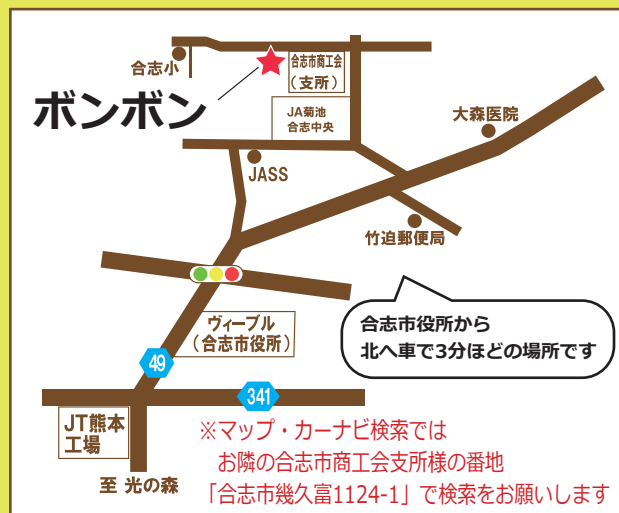 合志小
合志市商工会
（支所）
ボンボン
JA菊池
合志中央
大森医院
JASS
竹迫郵便局
合志市役所から
北へ車で3分ほどの場所です
ヴィーブル
（合志市役所）
49
341
JT熊本
工場
※マップ・カーナビ検索では
お隣の合志市商工会支所様の番地
「合志市幾久富1124-1」で検索をお願いします
至 光の森